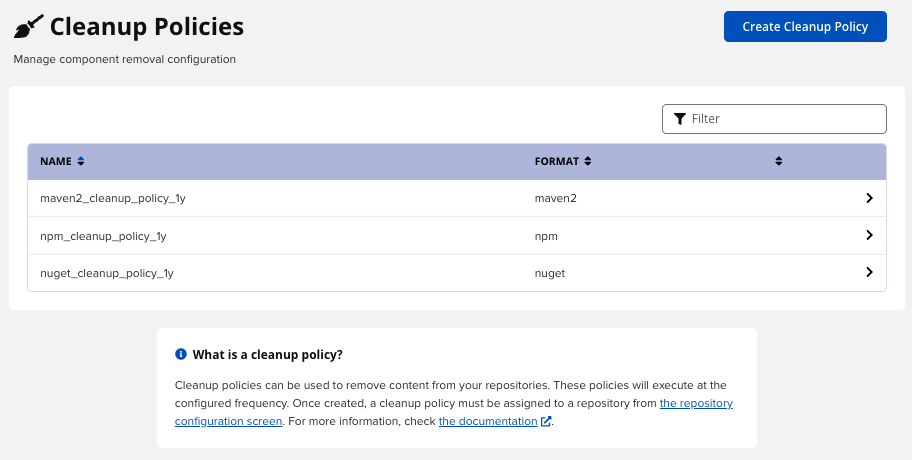 Cleanup Policies
Create Cleanup Policy
Manage component removal configuration
Filter
NAME FORMAT
maven2_cleanup_policy_1y maven2
npm_cleanup_policy_1y npm
nuget_cleanup_policy_1y nuget
What is a cleanup policy?
Cleanup policies can be used to remove content from your repositories. These policies will execute at the
configured frequency. Once created, a cleanup policy must be assigned to a repository from the repository
configuration screen. For more information, check the documentation.